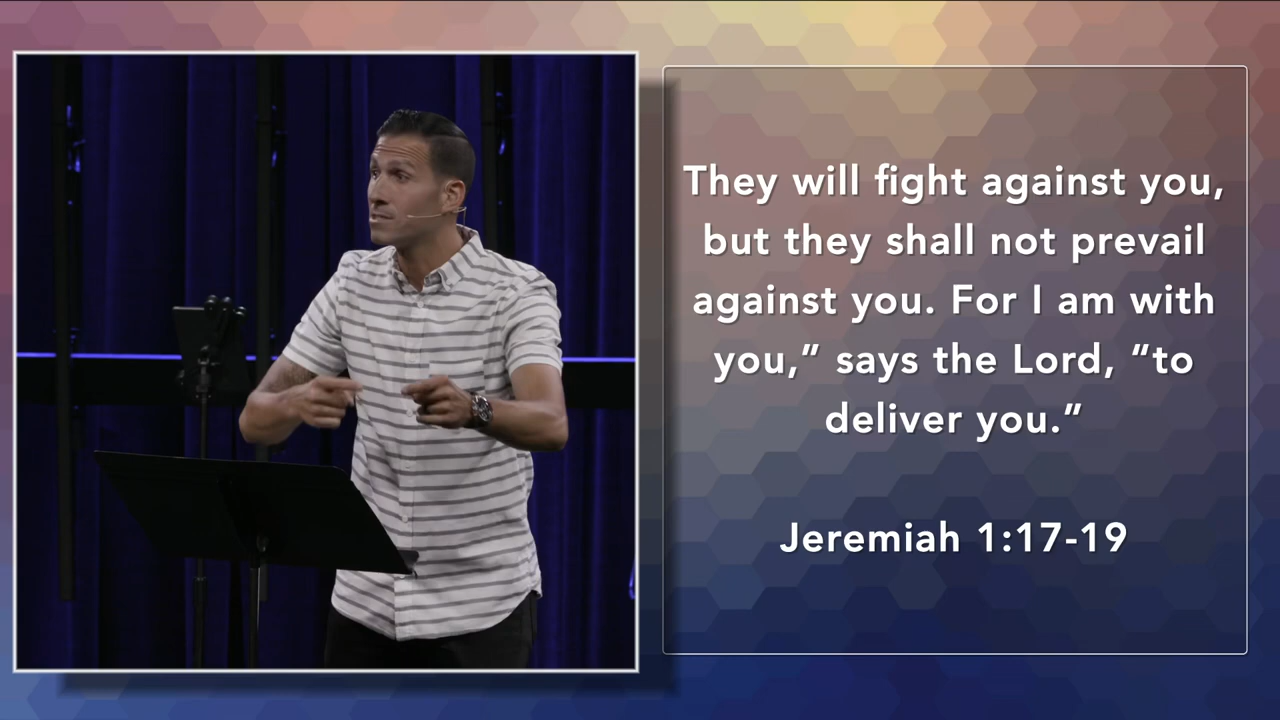 They will fight against you,
but they shall not prevail
against you. For I am with
you,” says the Lord, “to
deliver you.”
Jeremiah 1:17-19